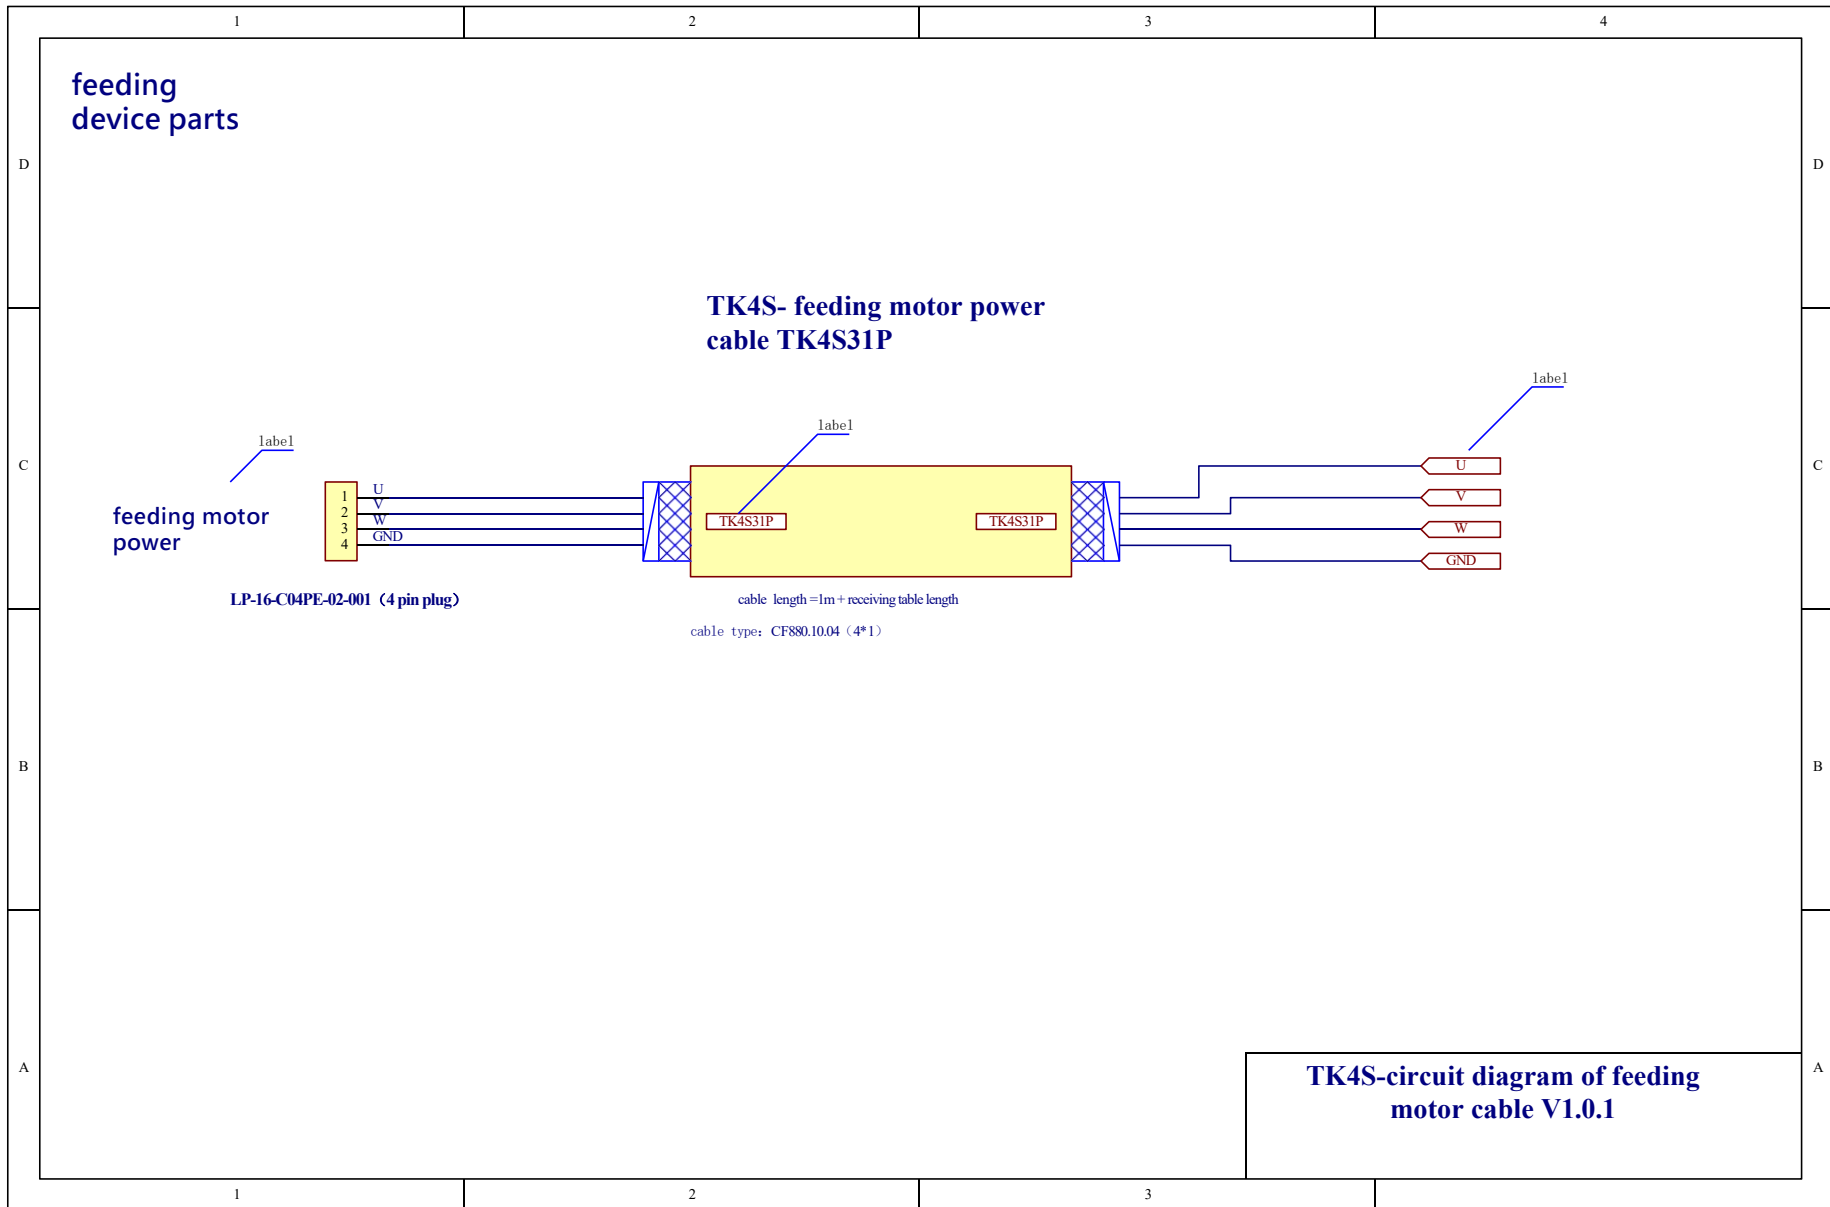 1 2 3 4
feeding
device parts
D D
TK4S- feeding motor power
cable TK4S31P
label
label
label
C C
feeding motor
power
1 U
2 V
3 W
4 GND
TK4S31P TK4S31P
U
V
W
GND
LP-16-C04PE-02-001（4 pin plug）
cable length =1m + receiving table length
cable type：CF880.10.04（4*1）
B B
A A
TK4S-circuit diagram of feeding
motor cable V1.0.1
1 2 3